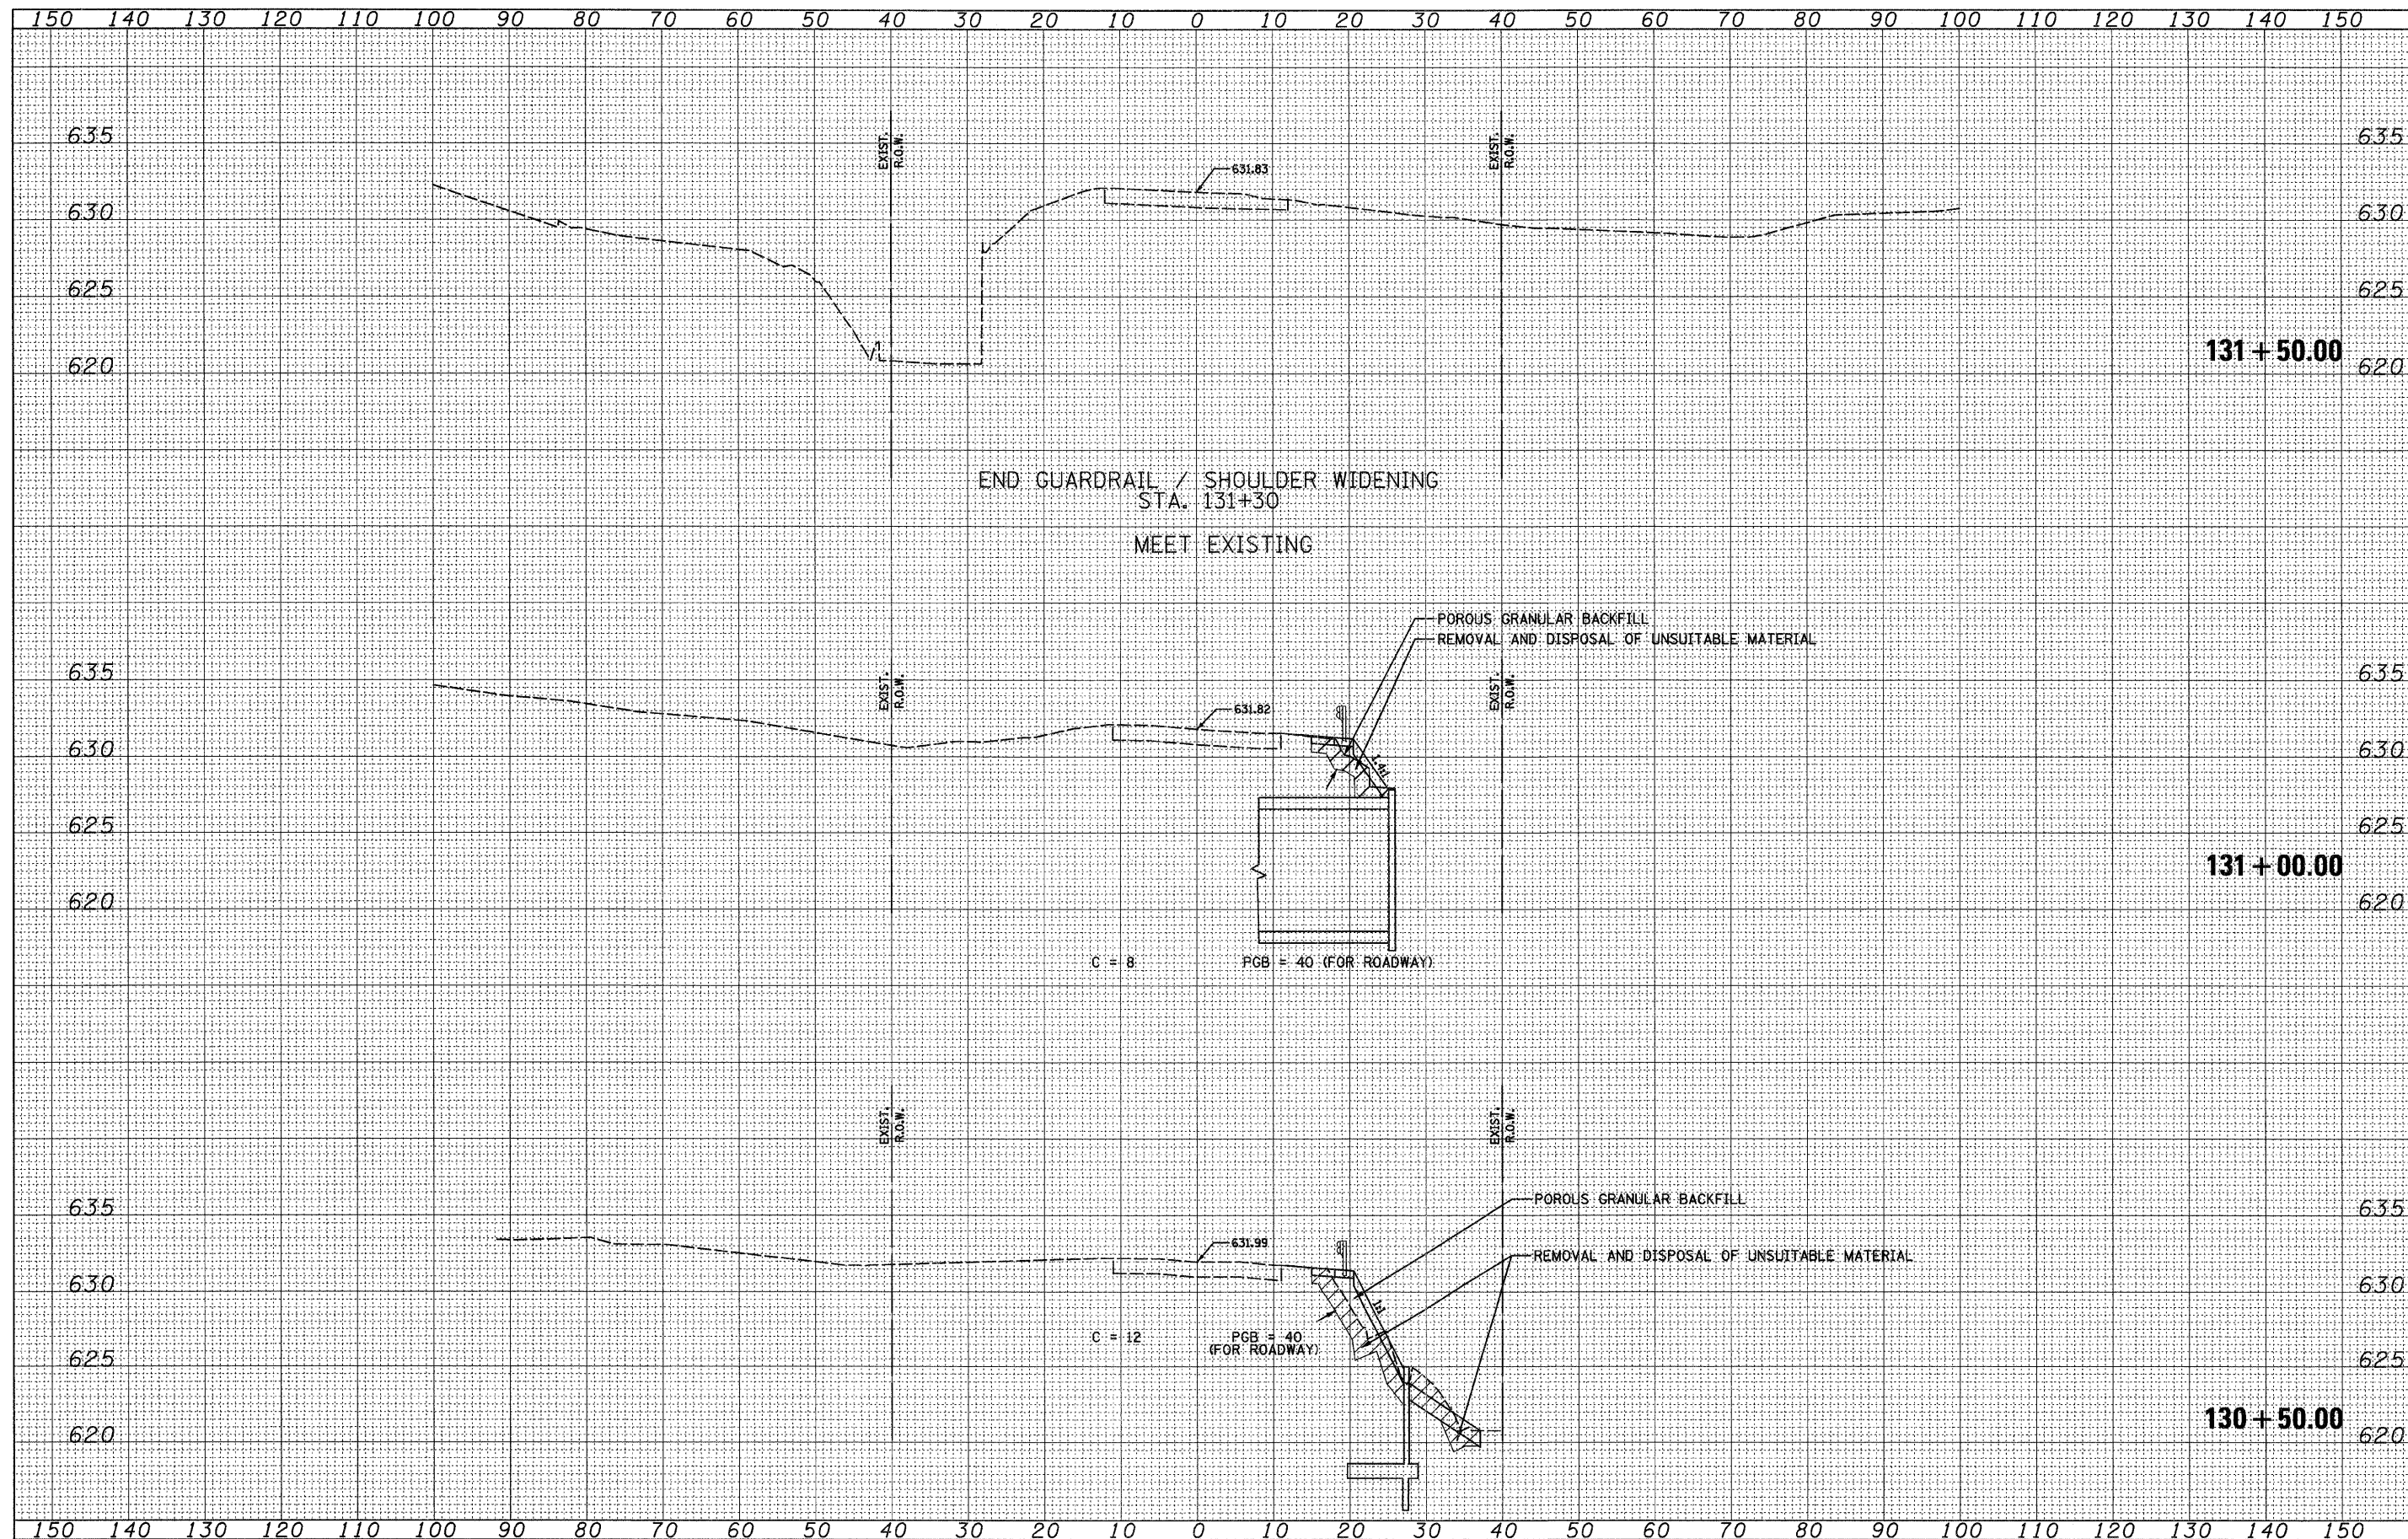 150 140 130 120 110 100 90 80 70 60 50 40 30 20 10 0 10 20 30 40 50 60 70 80 90 100 110 120 130 140 150
EXIST.
R.O.W.
EXIST.
R.O.W.
635 635
631.83
630 630
625 625
131+50.00
620 620
END GUARDRAIL / SHOULDER WIDENING
STA. 131+30
MEET EXISTING
POROUS GRANULAR BACKFILL
REMOVAL AND DISPOSAL OF UNSUITABLE MATERIAL
EXIST.
R.O.W.
EXIST.
R.O.W.
635 635
631.82
630 630
1.4:1
625 625
131+00.00
620 620
C = 8 PGB = 40 (FOR ROADWAY)
EXIST.
R.O.W.
EXIST.
R.O.W.
POROUS GRANULAR BACKFILL
635 635
631.99
REMOVAL AND DISPOSAL OF UNSUITABLE MATERIAL
630 630
1:1
C = 12 PGB = 40
(FOR ROADWAY)
625 625
130+50.00
620 620
150 140 130 120 110 100 90 80 70 60 50 40 30 20 10 0 10 20 30 40 50 60 70 80 90 100 110 120 130 140 150